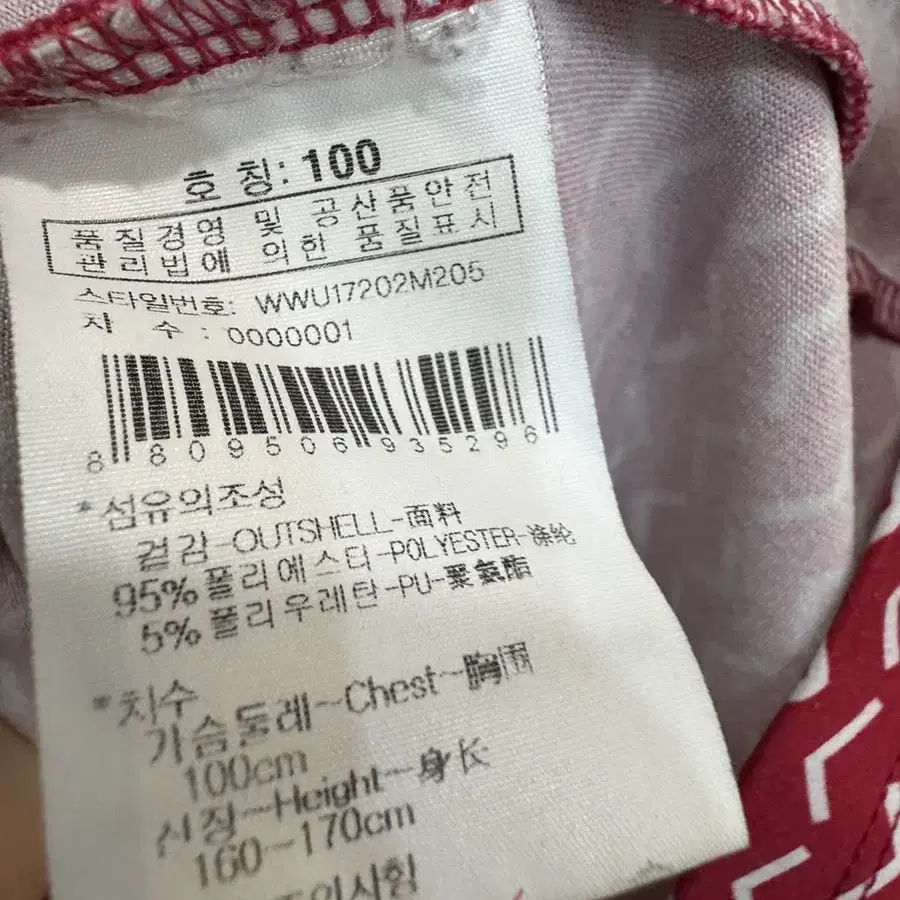 호 칭: 100
품 질 경 영 및 공 산 품 안 전
관 리 법 에 의 한 품 질 표 시
스타일번호: WWU17202M205
차 수 : 0000001
8 809506 935296
*섬유의조성
겉감-OUTSHELL-面料
95%폴리에스터-POLYESTER-涤纶
5%폴리우레탄-PU-聚氨酯
*치수
가슴둘레~Chest~胸围
100cm
신장~Height~身长
160~170cm